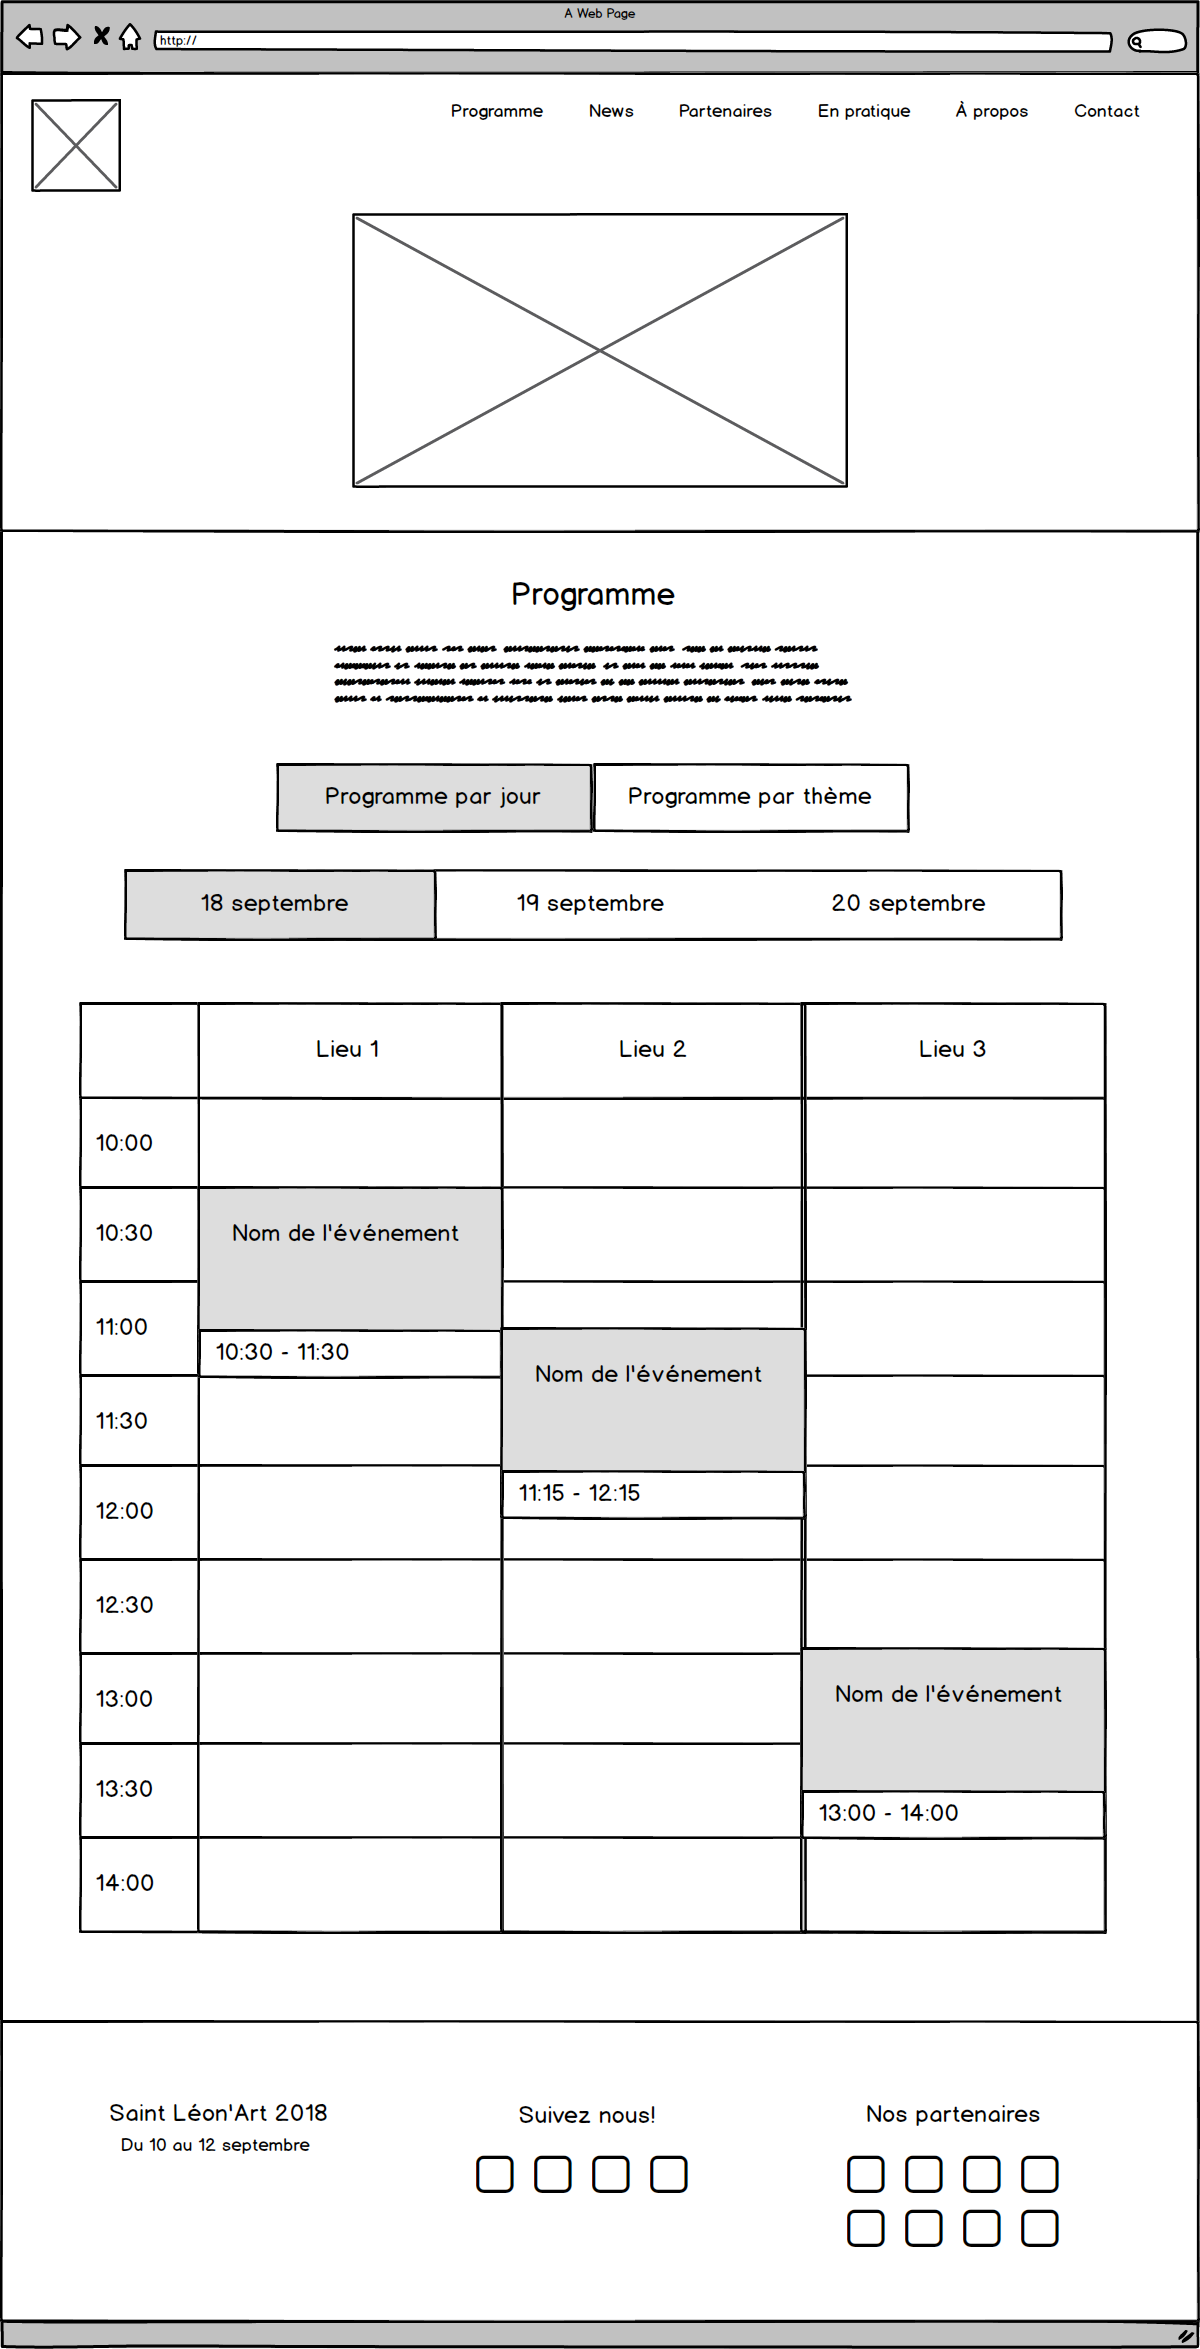 A Web Page
http://
Programme News Partenaires En pratique À propos Contact
Programme
Programme par jour Programme par thème
18 septembre 19 septembre 20 septembre
Lieu 1 Lieu 2 Lieu 3
10:00
10:30 Nom de l'événement
11:00
10:30 - 11:30
Nom de l'événement
11:30
11:15 - 12:15
12:00
12:30
13:00 Nom de l'événement
13:30
13:00 - 14:00
14:00
Saint Léon'Art 2018 Suivez nous! Nos partenaires
Du 10 au 12 septembre